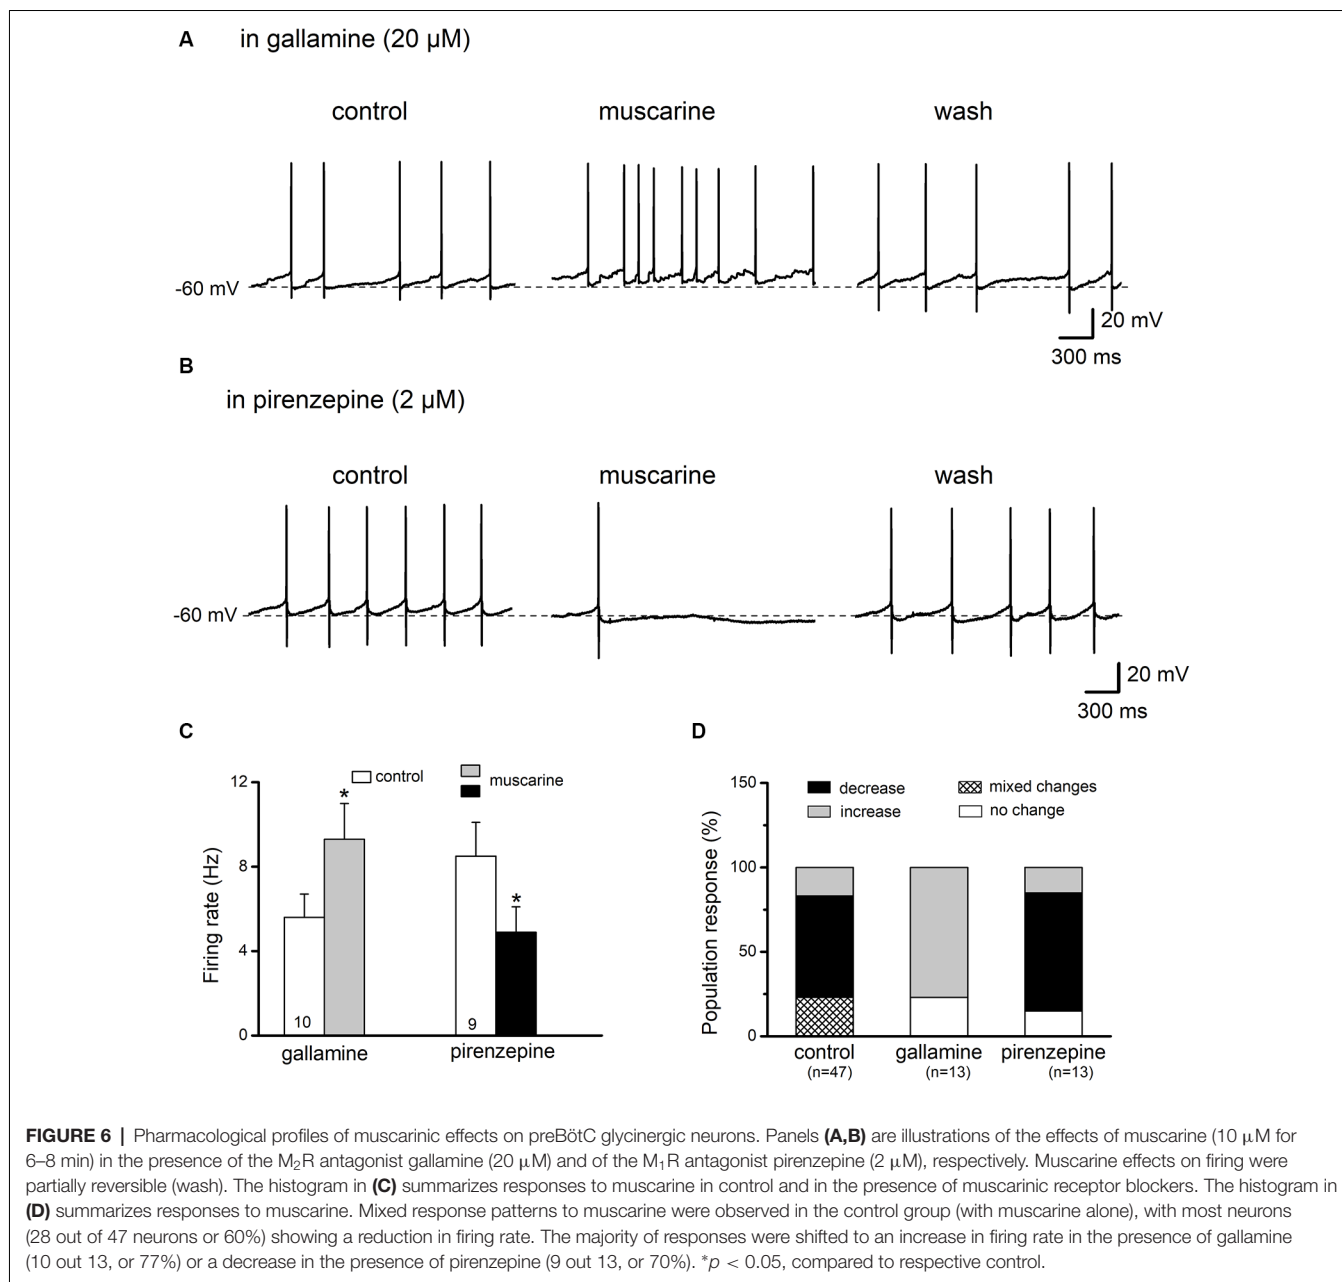 A in gallamine (20 μM)
control muscarine wash
-60 mV
20 mV
300 ms
B
in pirenzepine (2 μM)
control muscarine wash
-60 mV
20 mV
300 ms
C
12
8
4
0
Firing rate (Hz)
control
muscarine
*
*
10
9
gallamine pirenzepine
D
150
100
50
0
Population response (%)
decrease mixed changes
increase no change
control gallamine pirenzepine
(n=47) (n=13) (n=13)
FIGURE 6 | Pharmacological profiles of muscarinic effects on preBötC glycinergic neurons. Panels (A,B) are illustrations of the effects of muscarine (10 μM for
6–8 min) in the presence of the M₂R antagonist gallamine (20 μM) and of the M₁R antagonist pirenzepine (2 μM), respectively. Muscarine effects on firing were
partially reversible (wash). The histogram in (C) summarizes responses to muscarine in control and in the presence of muscarinic receptor blockers. The histogram in
(D) summarizes responses to muscarine. Mixed response patterns to muscarine were observed in the control group (with muscarine alone), with most neurons
(28 out of 47 neurons or 60%) showing a reduction in firing rate. The majority of responses were shifted to an increase in firing rate in the presence of gallamine
(10 out 13, or 77%) or a decrease in the presence of pirenzepine (9 out 13, or 70%). *p < 0.05, compared to respective control.